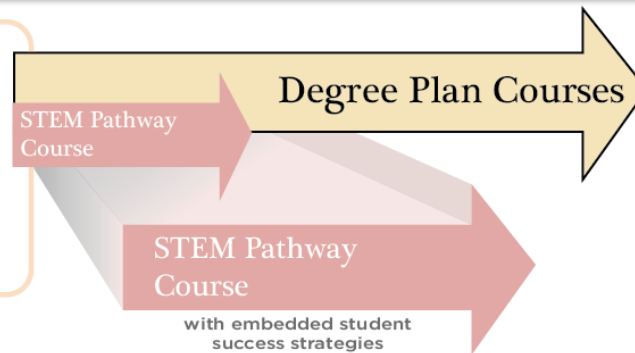 Degree Plan Courses
STEM Pathway
Course
STEM Pathway
Course
with embedded student
success strategies